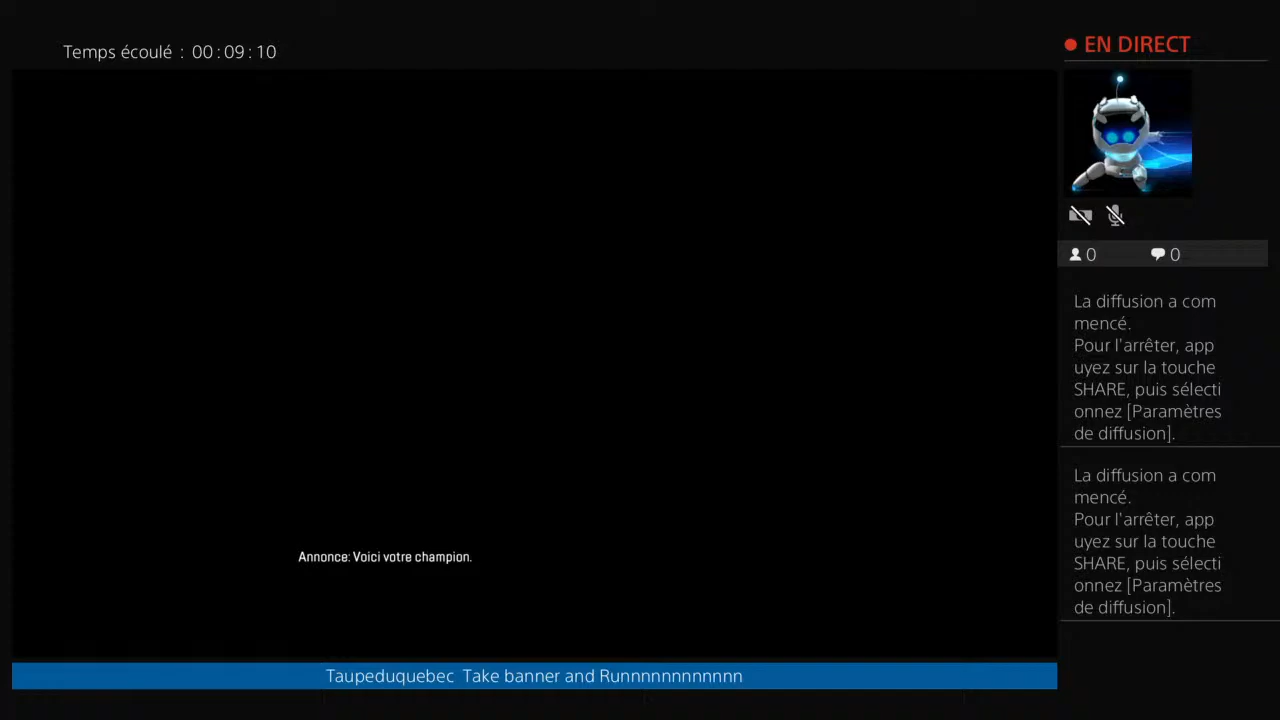 Temps écoulé : 00:09:10
EN DIRECT
0 0
La diffusion a com
mencé.
Pour l'arrêter, app
uyez sur la touche
SHARE, puis sélecti
onnez [Paramètres
de diffusion].
La diffusion a com
mencé.
Pour l'arrêter, app
uyez sur la touche
SHARE, puis sélecti
onnez [Paramètres
de diffusion].
Annonce: Voici votre champion.
Taupeduquebec Take banner and Runnnnnnnnnnn